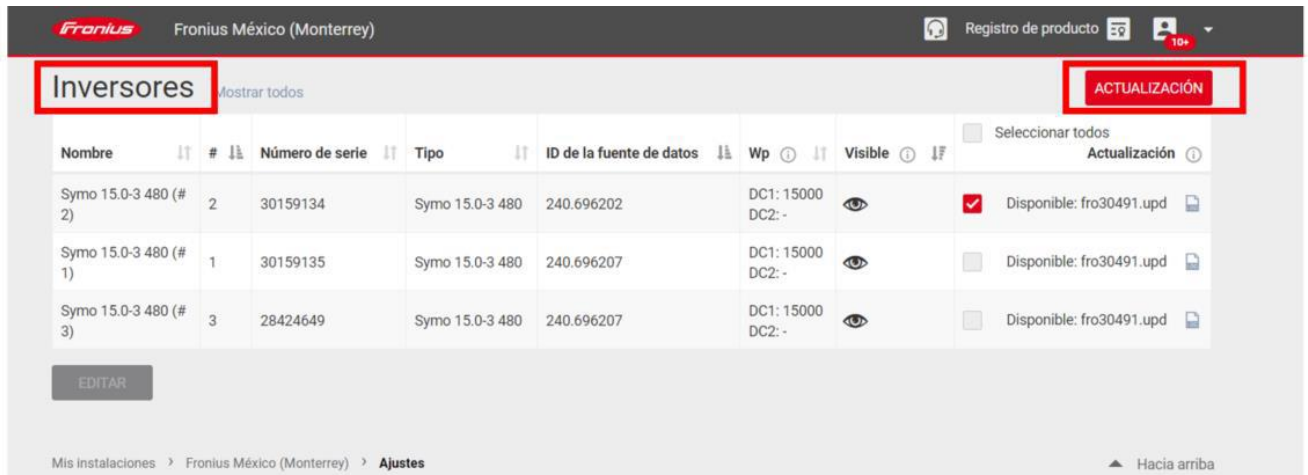 Fronius Fronius México (Monterrey) Registro de producto 10+
Inversores Mostrar todos ACTUALIZACIÓN
Seleccionar todos
Nombre # Número de serie Tipo ID de la fuente de datos Wp Visible Actualización
Symo 15.0-3 480 (# 2) 2 30159134 Symo 15.0-3 480 240.696202 DC1: 15000 DC2: - Disponible: fro30491.upd
Symo 15.0-3 480 (# 1) 1 30159135 Symo 15.0-3 480 240.696207 DC1: 15000 DC2: - Disponible: fro30491.upd
Symo 15.0-3 480 (# 3) 3 28424649 Symo 15.0-3 480 240.696207 DC1: 15000 DC2: - Disponible: fro30491.upd
EDITAR
Mis instalaciones > Fronius México (Monterrey) > Ajustes Hacia arriba